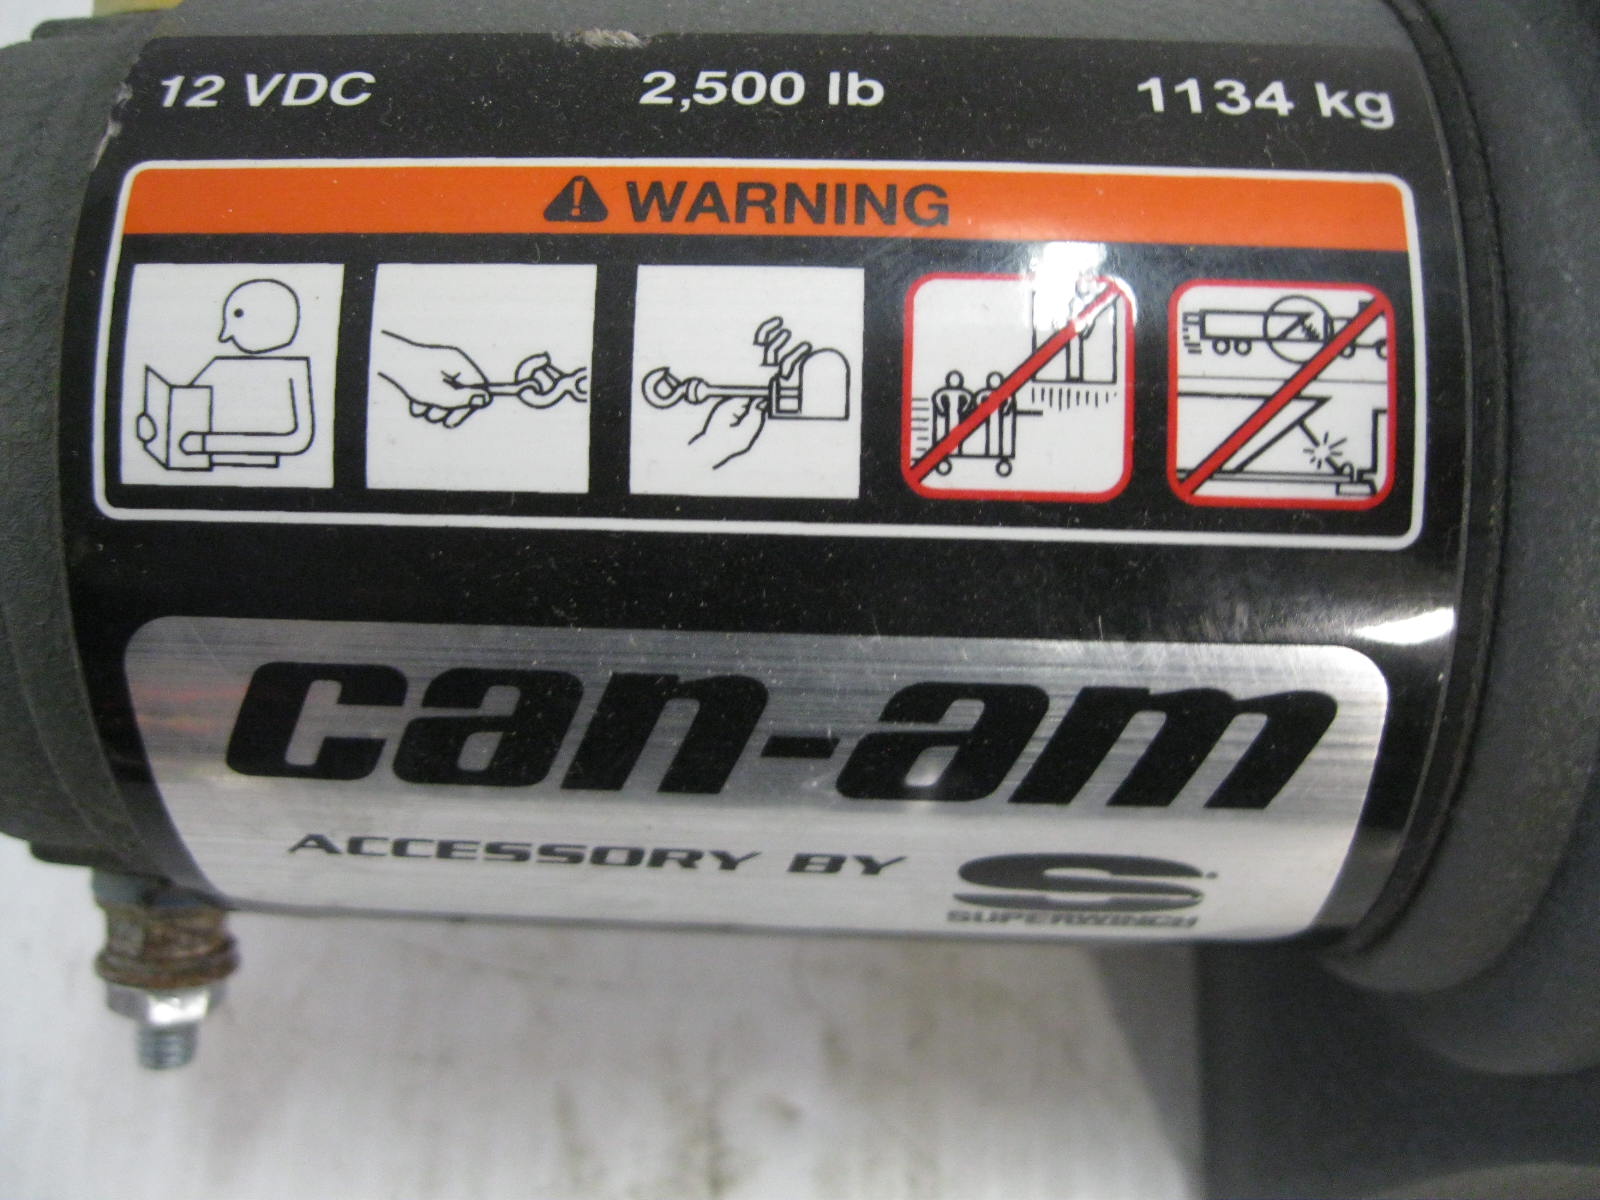 12 VDC 2,500 lb 1134 kg
WARNING
can-am
ACCESSORY BY
SUPERWINCH